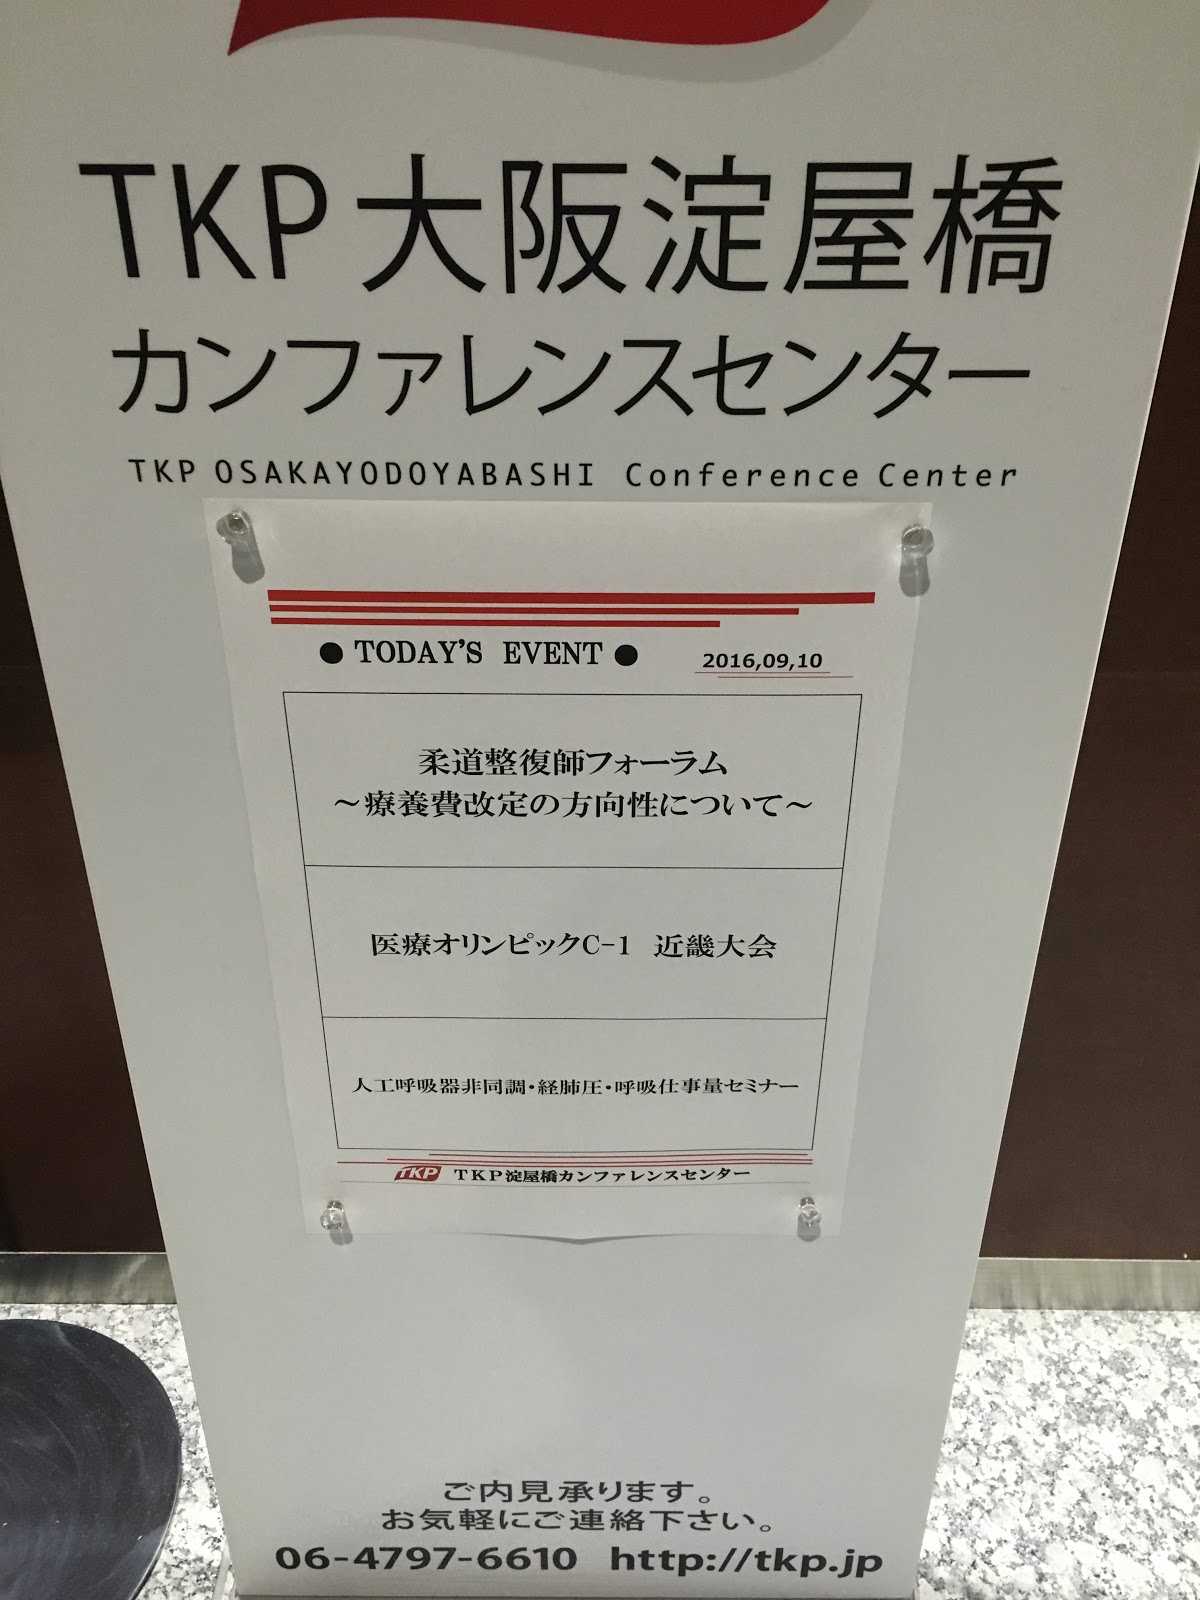 TKP 大阪淀屋橋
カンファレンスセンター
TKP OSAKAYODOYABASHI Conference Center
● TODAY'S EVENT ●
2016,09,10
柔道整復師フォーラム
～療養費改定の方向性について～
医療オリンピックC-1 近畿大会
人工呼吸器非同調・経肺圧・呼吸仕事量セミナー
TKP TKP淀屋橋カンファレンスセンター
ご内見承ります。
お気軽にご連絡下さい。
06-4797-6610 http://tkp.jp